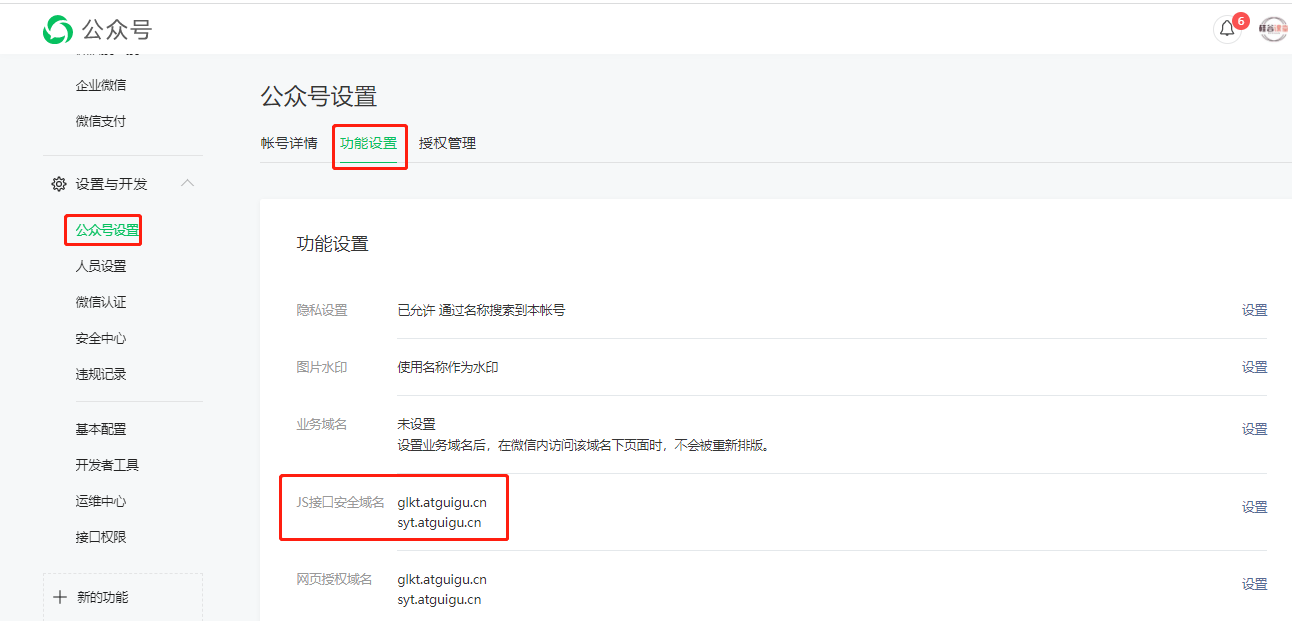 公众号
6
企业微信
微信支付
设置与开发
公众号设置
人员设置
微信认证
安全中心
违规记录
基本配置
开发者工具
运维中心
接口权限
新的功能
公众号设置
帐号详情 功能设置 授权管理
功能设置
隐私设置 已允许 通过名称搜索到本帐号 设置
图片水印 使用名称作为水印 设置
业务域名 未设置 设置
设置业务域名后，在微信内访问该域名下页面时，不会被重新排版。
JS接口安全域名 glkt.atguigu.cn 设置
syt.atguigu.cn
网页授权域名 glkt.atguigu.cn 设置
syt.atguigu.cn